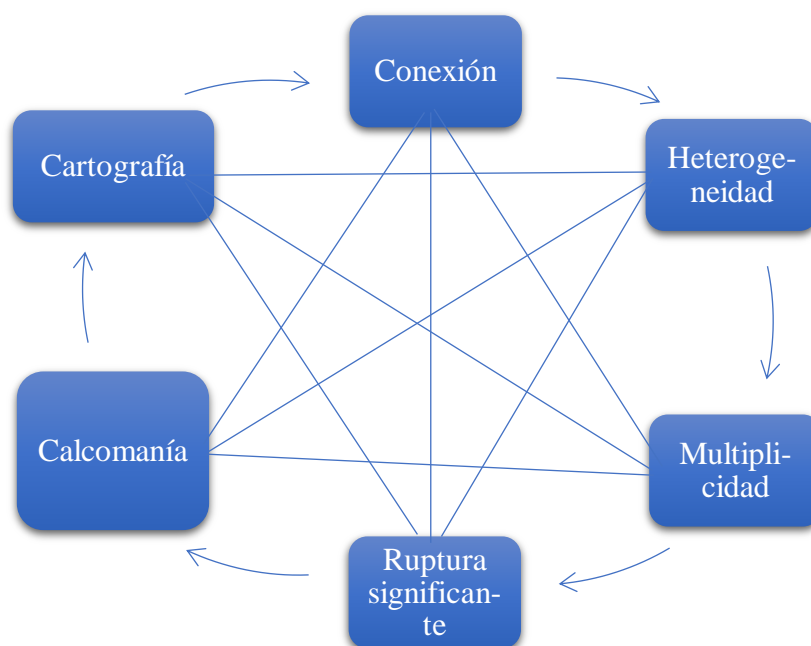 Conexión
Heteroge-
neidad
Multipli-
cidad
Ruptura
significan-
te
Calcomanía
Cartografía